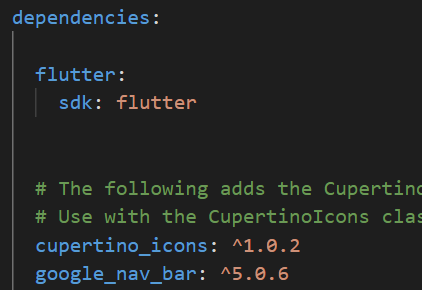 dependencies:
flutter:
sdk: flutter
# The following adds the Cupertino
# Use with the CupertinoIcons clas
cupertino_icons: ^1.0.2
google_nav_bar: ^5.0.6